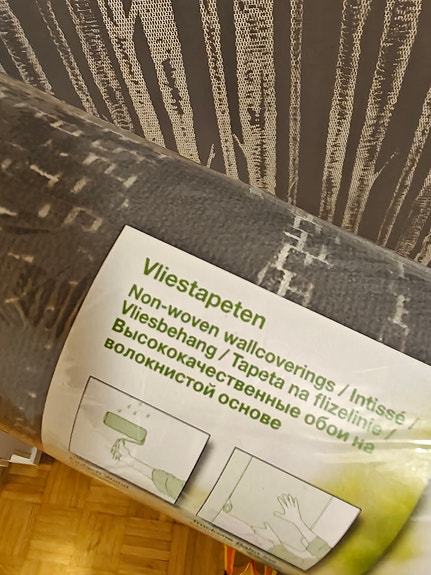 Vliestapeten
Non-woven wallcoverings / Intissé /
Vliesbehang / Tapeta na flizelinie /
Высококачественные обои на
волокнистой основе